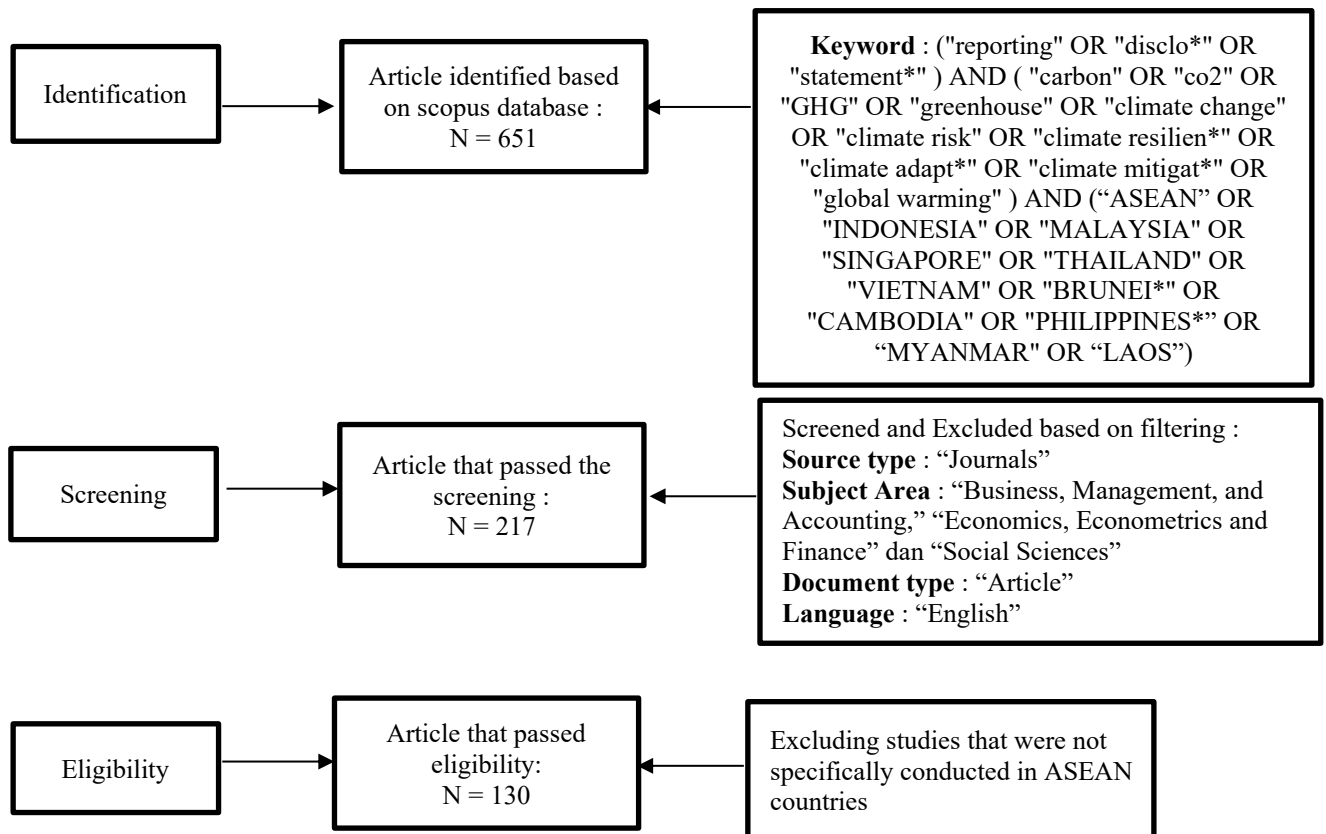 Identification
Article identified based
on scopus database :
N = 651
Keyword : ("reporting" OR "disclo*" OR
"statement*" ) AND ( "carbon" OR "co2" OR
"GHG" OR "greenhouse" OR "climate change"
OR "climate risk" OR "climate resilien*" OR
"climate adapt*" OR "climate mitigat*" OR
"global warming" ) AND (“ASEAN” OR
"INDONESIA" OR "MALAYSIA" OR
"SINGAPORE" OR "THAILAND" OR
"VIETNAM" OR "BRUNEI*" OR
"CAMBODIA" OR "PHILIPPINES*” OR
“MYANMAR" OR “LAOS”)
Screening
Article that passed the
screening :
N = 217
Screened and Excluded based on filtering :
Source type : “Journals”
Subject Area : “Business, Management, and
Accounting,” “Economics, Econometrics and
Finance” dan “Social Sciences”
Document type : “Article”
Language : “English”
Eligibility
Article that passed
eligibility:
N = 130
Excluding studies that were not
specifically conducted in ASEAN
countries